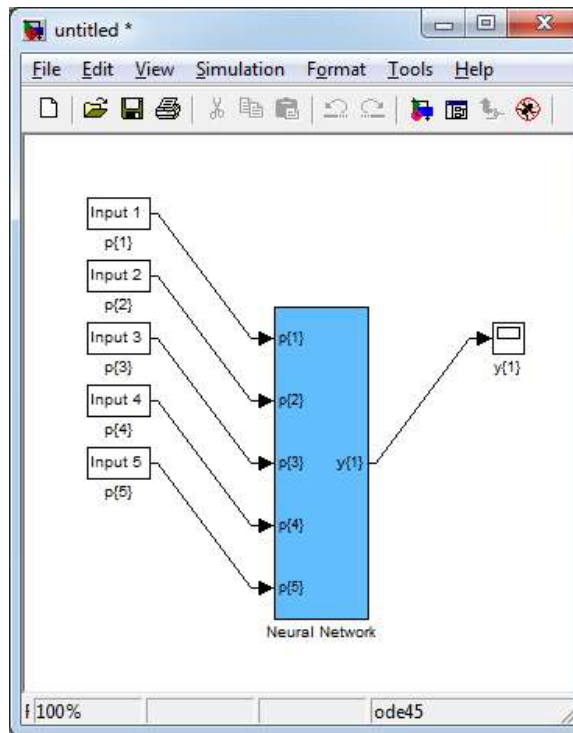 untitled *
File Edit View Simulation Format Tools Help
Input 1
p{1}
Input 2
p{2}
Input 3
p{3}
Input 4
p{4}
Input 5
p{5}
p{1}
p{2}
p{3} y{1}
p{4}
p{5}
Neural Network
y{1}
100% ode45